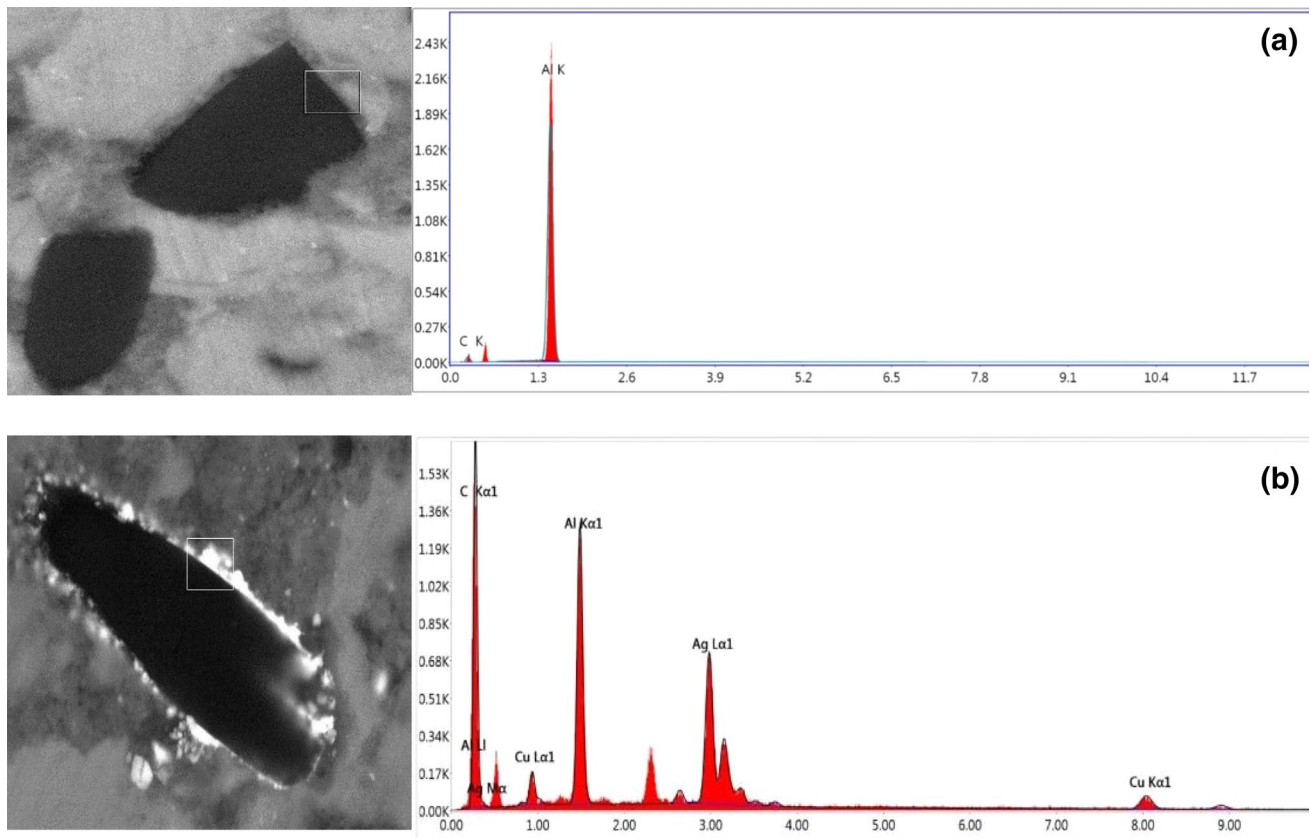 (a)
2.43K
2.16K
1.89K
1.62K
1.35K
1.08K
0.81K
0.54K
0.27K
0.00K
Al K
C K
0.0 1.3 2.6 3.9 5.2 6.5 7.8 9.1 10.4 11.7
(b)
1.53K
1.36K
1.19K
1.02K
0.85K
0.68K
0.51K
0.34K
0.17K
0.00K
C Kα1
Al Kα1
Ag Lα1
Al Ll
Cu Lα1
Ag Mα
Cu Kα1
0.00 1.00 2.00 3.00 4.00 5.00 6.00 7.00 8.00 9.00